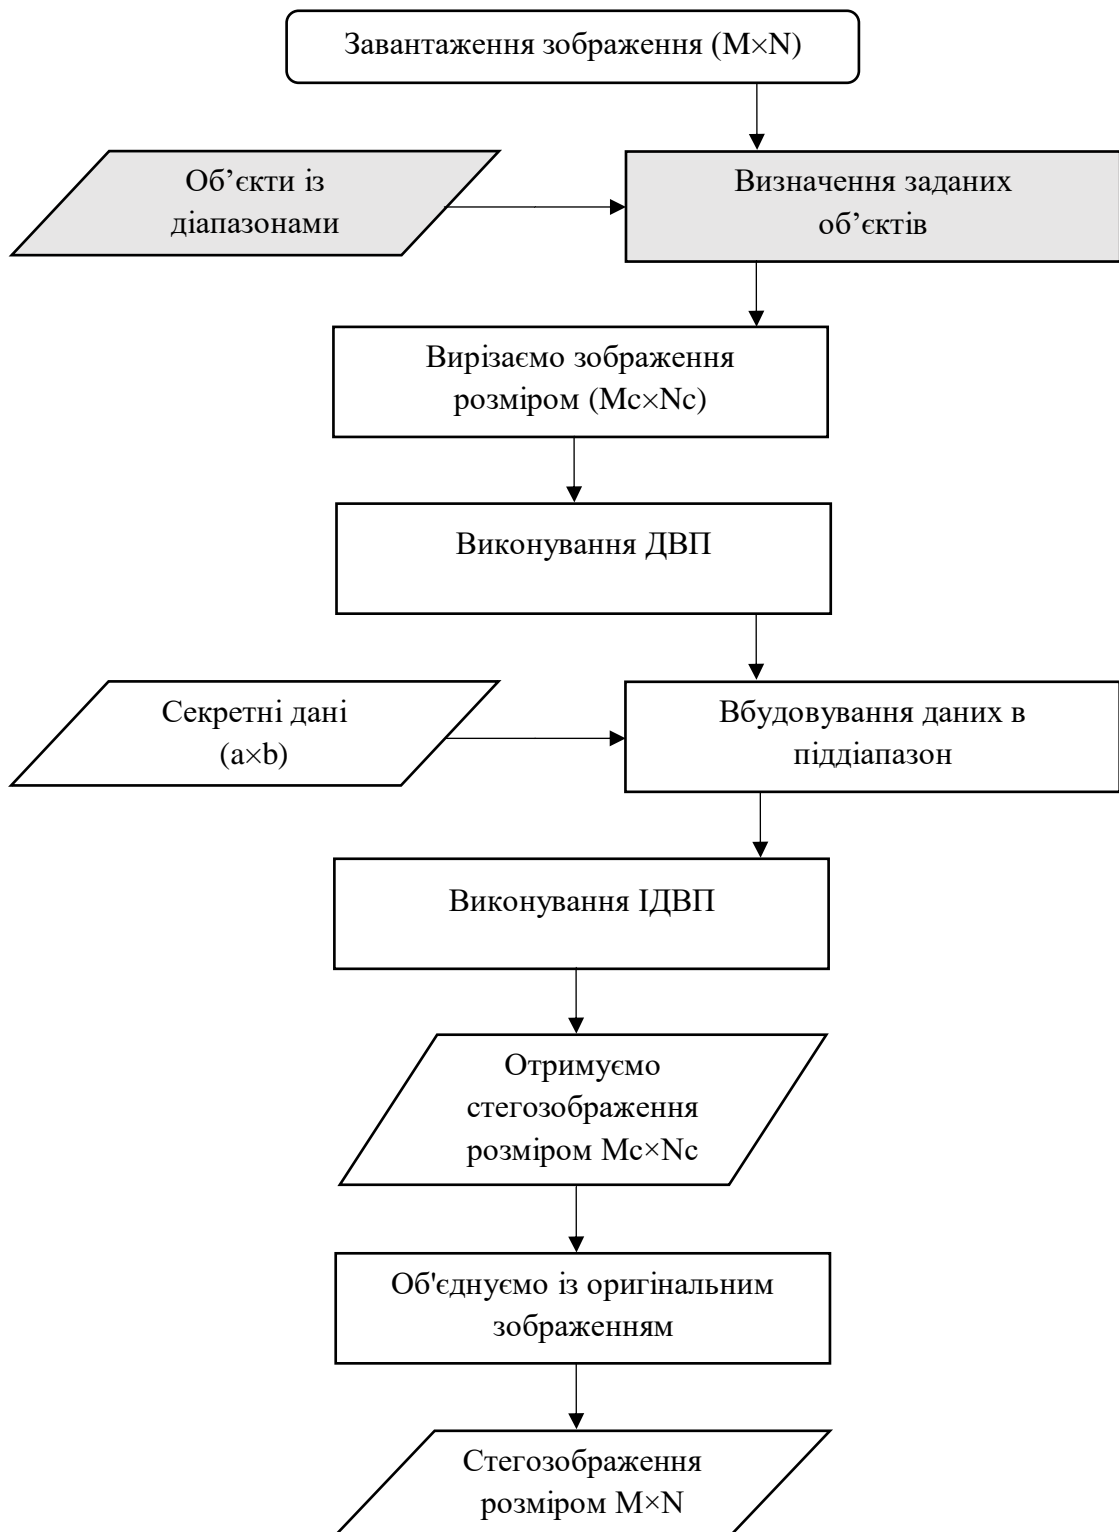 Завантаження зображення (M×N)
Об’єкти із
діапазонами
Визначення заданих
об’єктів
Вирізаємо зображення
розміром (Mc×Nc)
Виконування ДВП
Секретні дані
(a×b)
Вбудовування даних в
піддіапазон
Виконування ІДВП
Отримуємо
стегозображення
розміром Mc×Nc
Об'єднуємо із оригінальним
зображенням
Стегозображення
розміром M×N